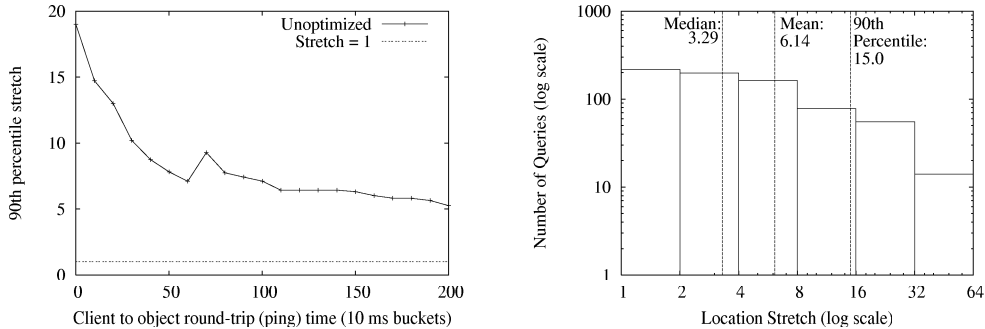 20
15
10
5
0
90th percentile stretch
Unoptimized
Stretch = 1
0
50
100
150
200
Client to object round-trip (ping) time (10 ms buckets)
1000
100
10
1
Number of Queries (log scale)
Median:
3.29
Mean:
6.14
90th
Percentile:
15.0
1
2
4
8
16
32
64
Location Stretch (log scale)